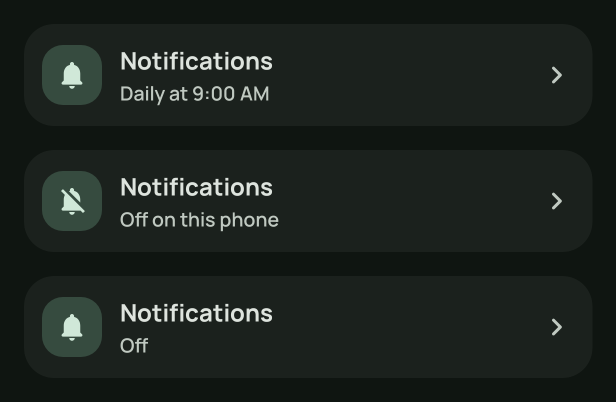 Notifications
Daily at 9:00 AM
Notifications
Off on this phone
Notifications
Off